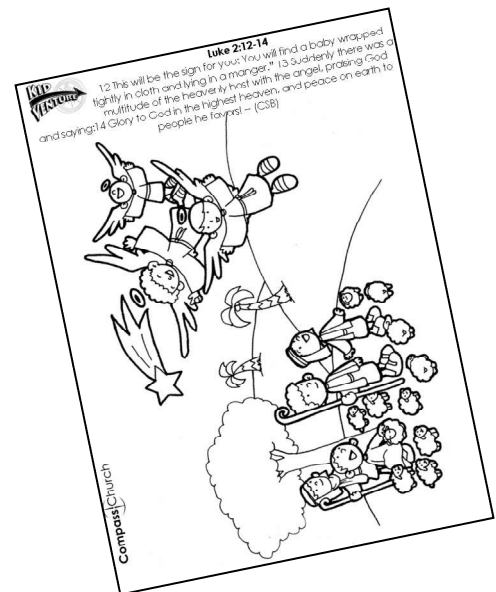 Luke 2:12-14
KID
VENTURE
12 This will be the sign for you: You will find a baby wrapped
tightly in cloth and lying in a manger." 13 Suddenly there was a
multitude of the heavenly host with the angel, praising God
and saying:14 Glory to God in the highest heaven, and peace on earth to
people he favors! – (CSB)
Compass Church